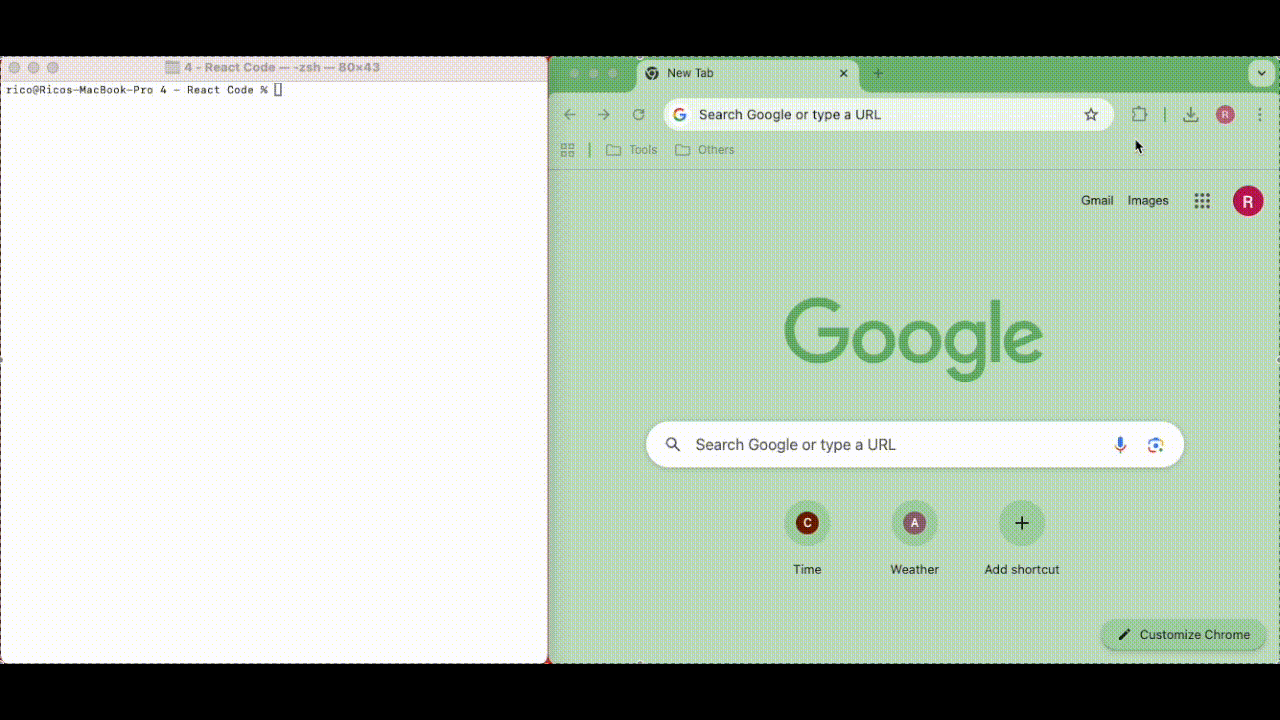 4 - React Code — -zsh — 80×43
rico@Ricos-MacBook-Pro 4 - React Code %
New Tab
Search Google or type a URL
R
Tools
Others
Gmail
Images
R
Google
Search Google or type a URL
C
A
Time
Weather
Add shortcut
Customize Chrome